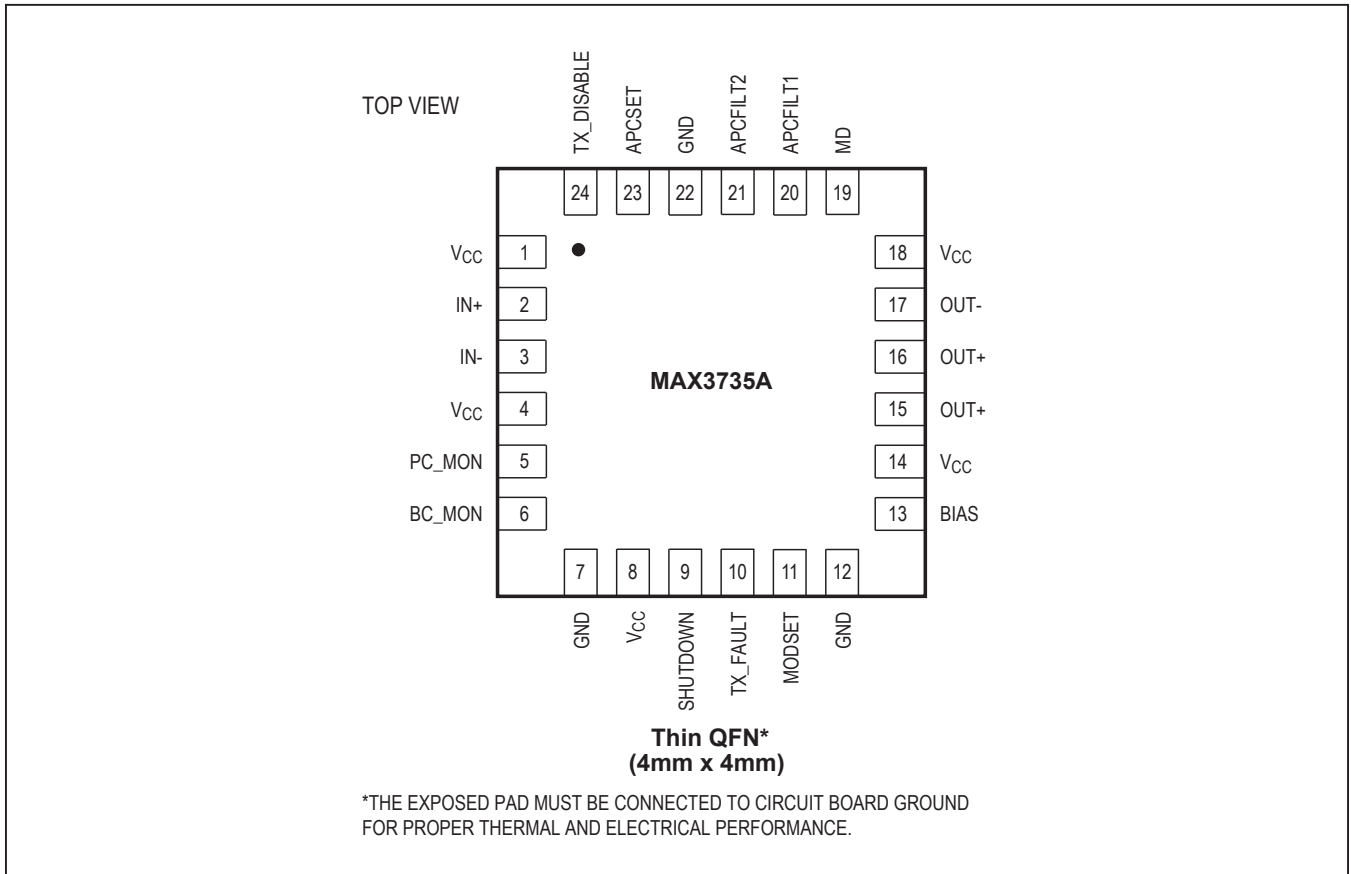 TOP VIEW
TX_DISABLE
APCSET
GND
APCFILT2
APCFILT1
MD
24
23
22
21
20
19
VCC 1
18 VCC
IN+ 2
17 OUT-
IN- 3
16 OUT+
MAX3735A
VCC 4
15 OUT+
PC_MON 5
14 VCC
BC_MON 6
13 BIAS
7
8
9
10
11
12
GND
VCC
SHUTDOWN
TX_FAULT
MODSET
GND
Thin QFN*
(4mm x 4mm)
*THE EXPOSED PAD MUST BE CONNECTED TO CIRCUIT BOARD GROUND
FOR PROPER THERMAL AND ELECTRICAL PERFORMANCE.